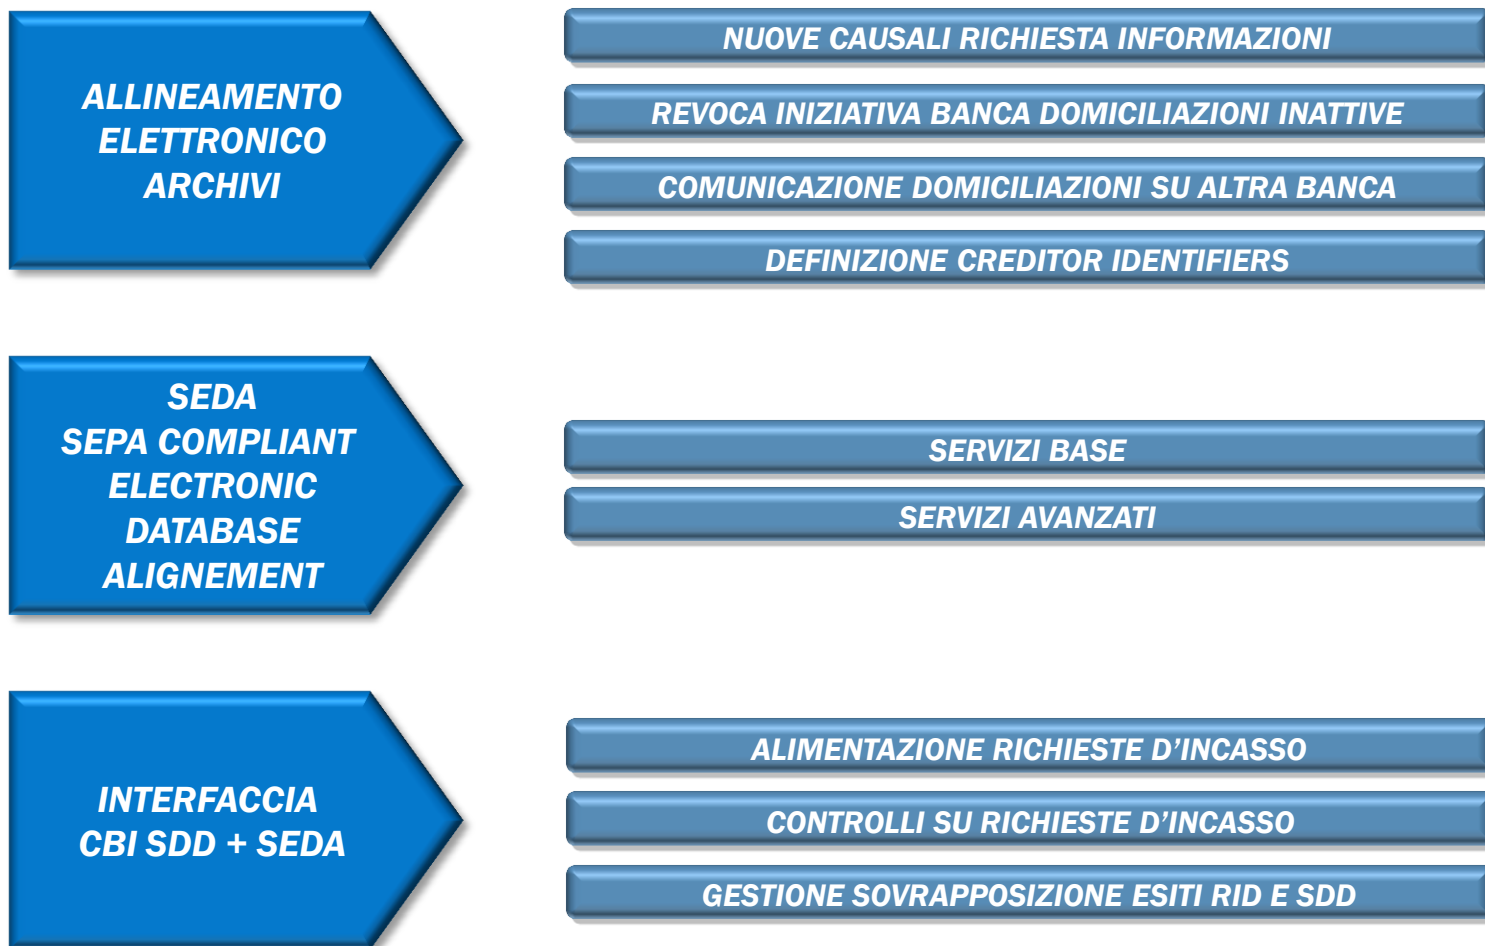 ALLINEAMENTO
ELETTRONICO
ARCHIVI
NUOVE CAUSALI RICHIESTA INFORMAZIONI
REVOCA INIZIATIVA BANCA DOMICILIAZIONI INATTIVE
COMUNICAZIONE DOMICILIAZIONI SU ALTRA BANCA
DEFINIZIONE CREDITOR IDENTIFIERS
SEDA
SEPA COMPLIANT
ELECTRONIC
DATABASE
ALIGNEMENT
SERVIZI BASE
SERVIZI AVANZATI
INTERFACCIA
CBI SDD + SEDA
ALIMENTAZIONE RICHIESTE D’INCASSO
CONTROLLI SU RICHIESTE D’INCASSO
GESTIONE SOVRAPPOSIZIONE ESITI RID E SDD